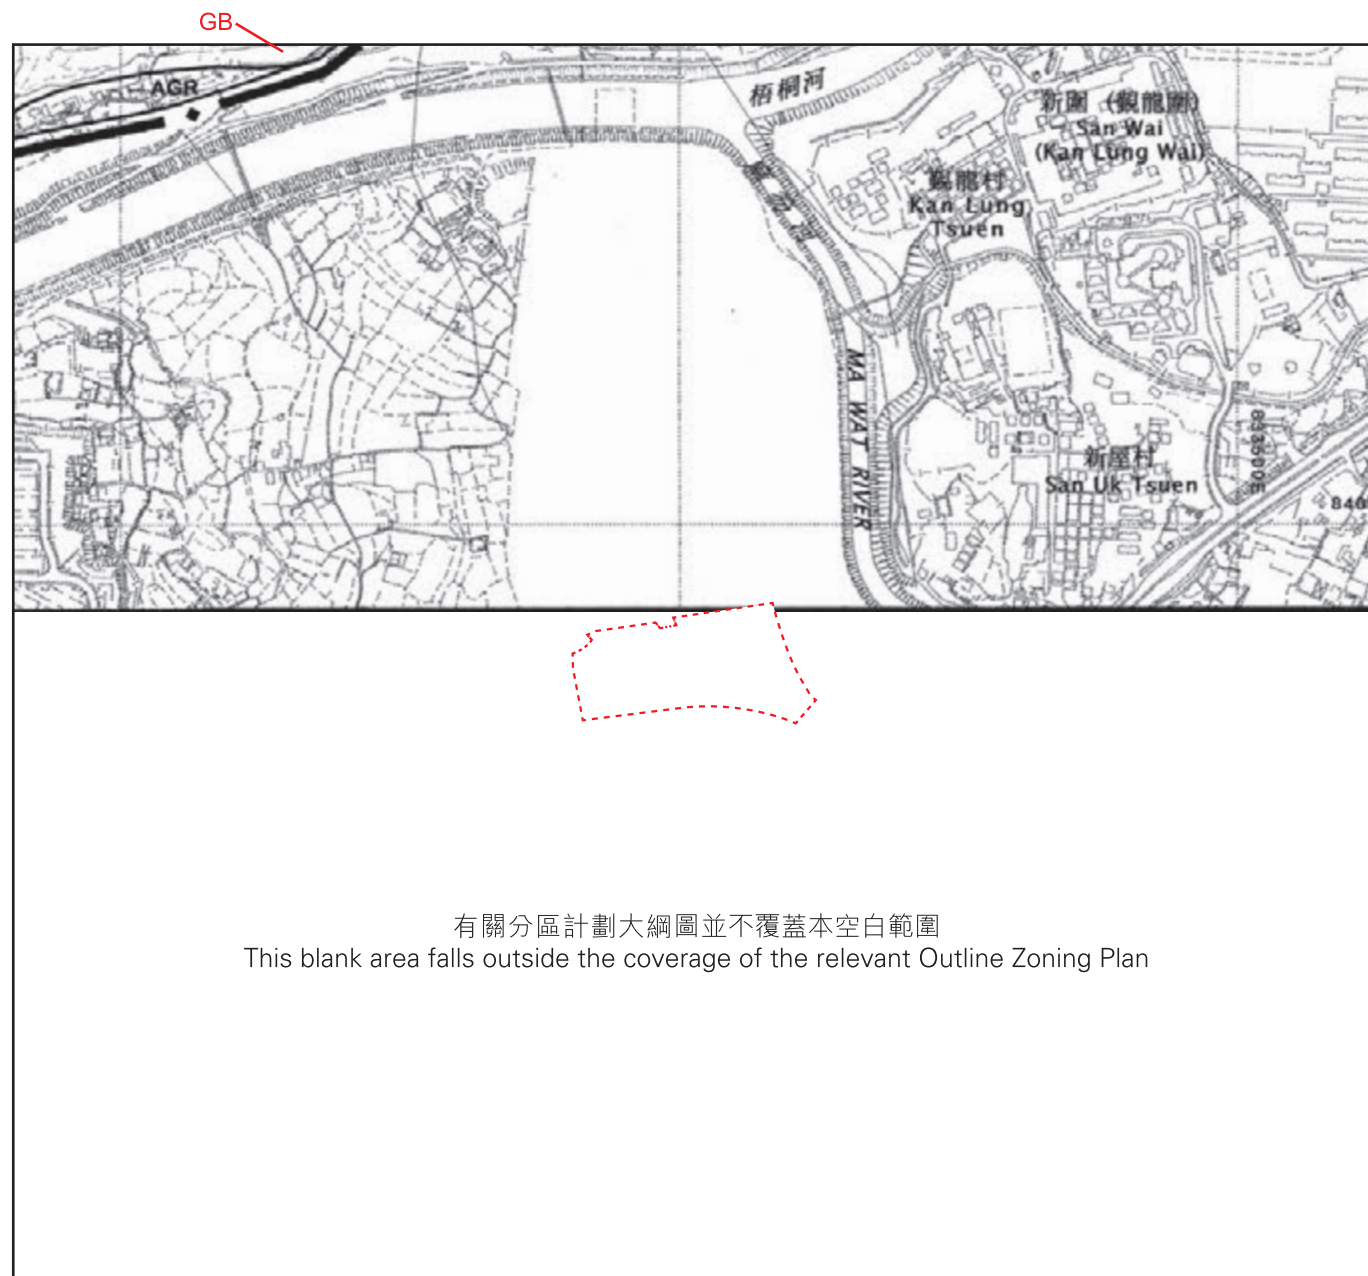 GB
AGR
梧桐河
新圍 (覲龍圍)
San Wai
(Kan Lung Wai)
覲龍村
Kan Lung
Tsuen
MA WAT RIVER
新屋村
San Uk Tsuen
840
有關分區計劃大綱圖並不覆蓋本空白範圍
This blank area falls outside the coverage of the relevant Outline Zoning Plan